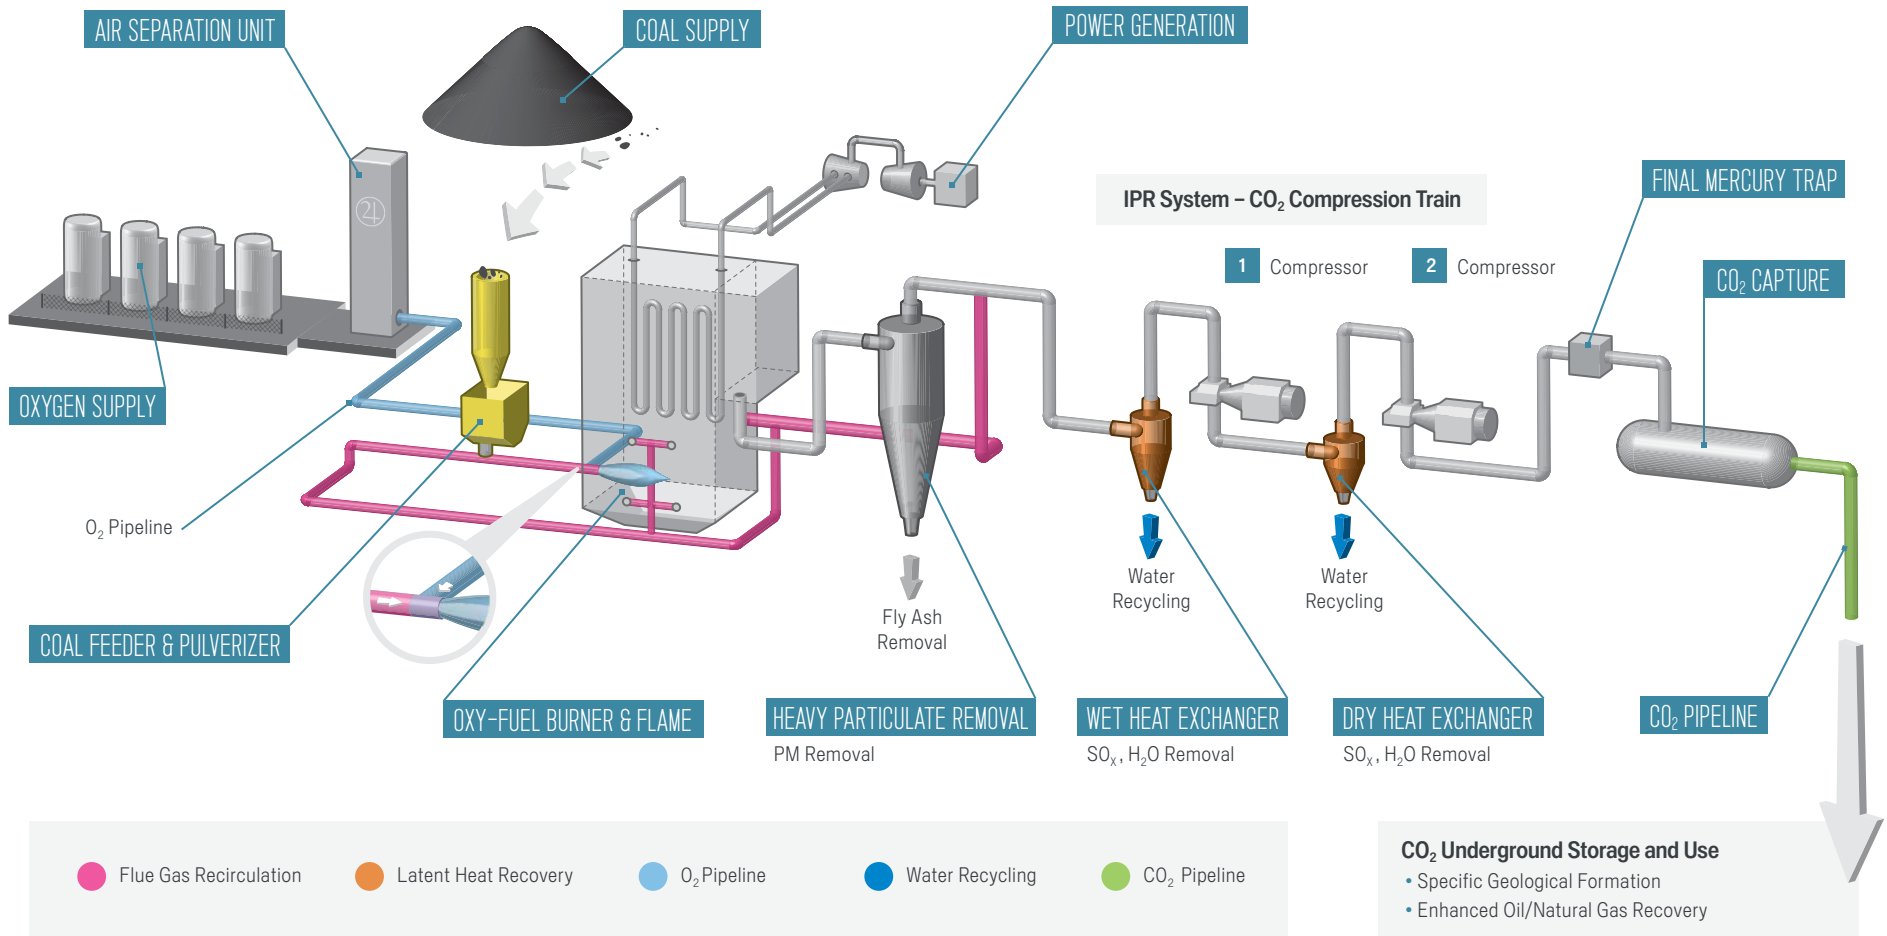 AIR SEPARATION UNIT
COAL SUPPLY
POWER GENERATION
FINAL MERCURY TRAP
IPR System – CO₂ Compression Train
1 Compressor
2 Compressor
CO₂ CAPTURE
OXYGEN SUPPLY
O₂ Pipeline
Water
Recycling
Water
Recycling
Fly Ash
Removal
COAL FEEDER & PULVERIZER
OXY-FUEL BURNER & FLAME
HEAVY PARTICULATE REMOVAL
PM Removal
WET HEAT EXCHANGER
SOₓ, H₂O Removal
DRY HEAT EXCHANGER
SOₓ, H₂O Removal
CO₂ PIPELINE
Flue Gas Recirculation
Latent Heat Recovery
O₂ Pipeline
Water Recycling
CO₂ Pipeline
CO₂ Underground Storage and Use
• Specific Geological Formation
• Enhanced Oil/Natural Gas Recovery